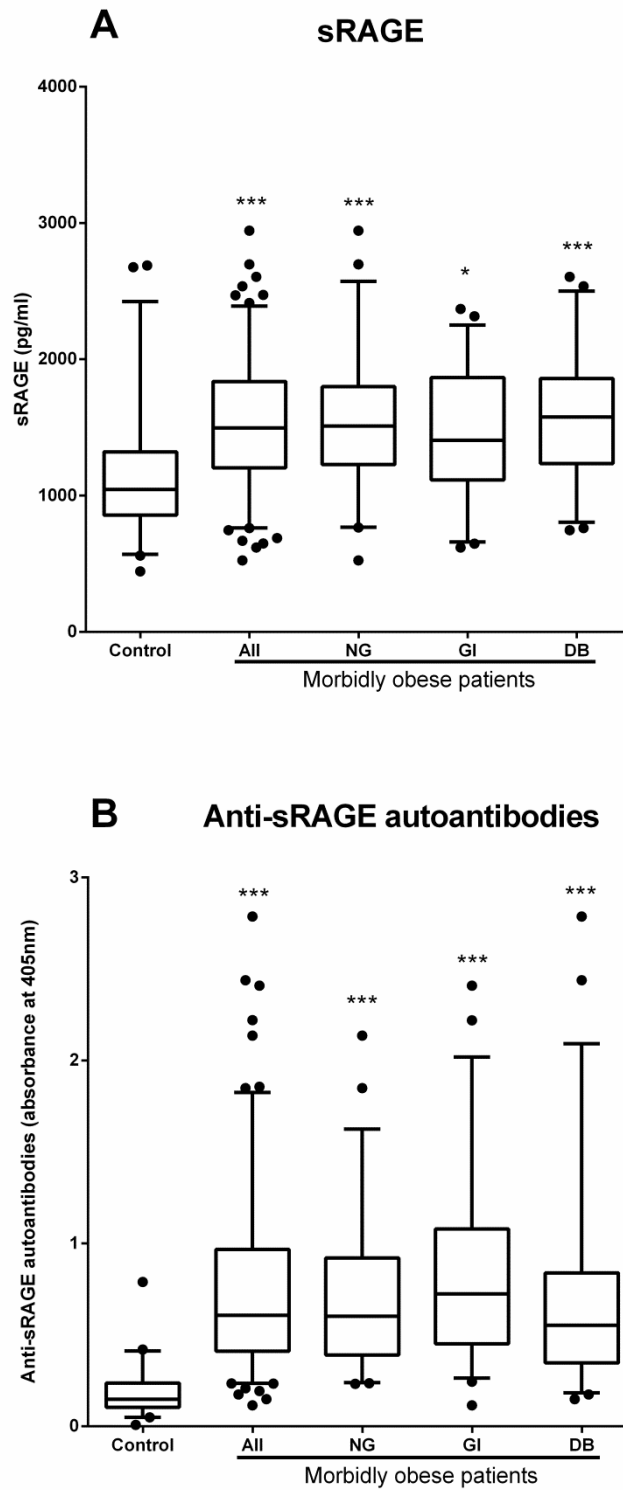 A sRAGE
4000
3000
2000
1000
0
sRAGE (pg/ml)
***
***
*
***
Control All NG GI DB
Morbidly obese patients
B Anti-sRAGE autoantibodies
3
2
1
0
Anti-sRAGE autoantibodies (absorbance at 405nm)
***
***
***
***
Control All NG GI DB
Morbidly obese patients